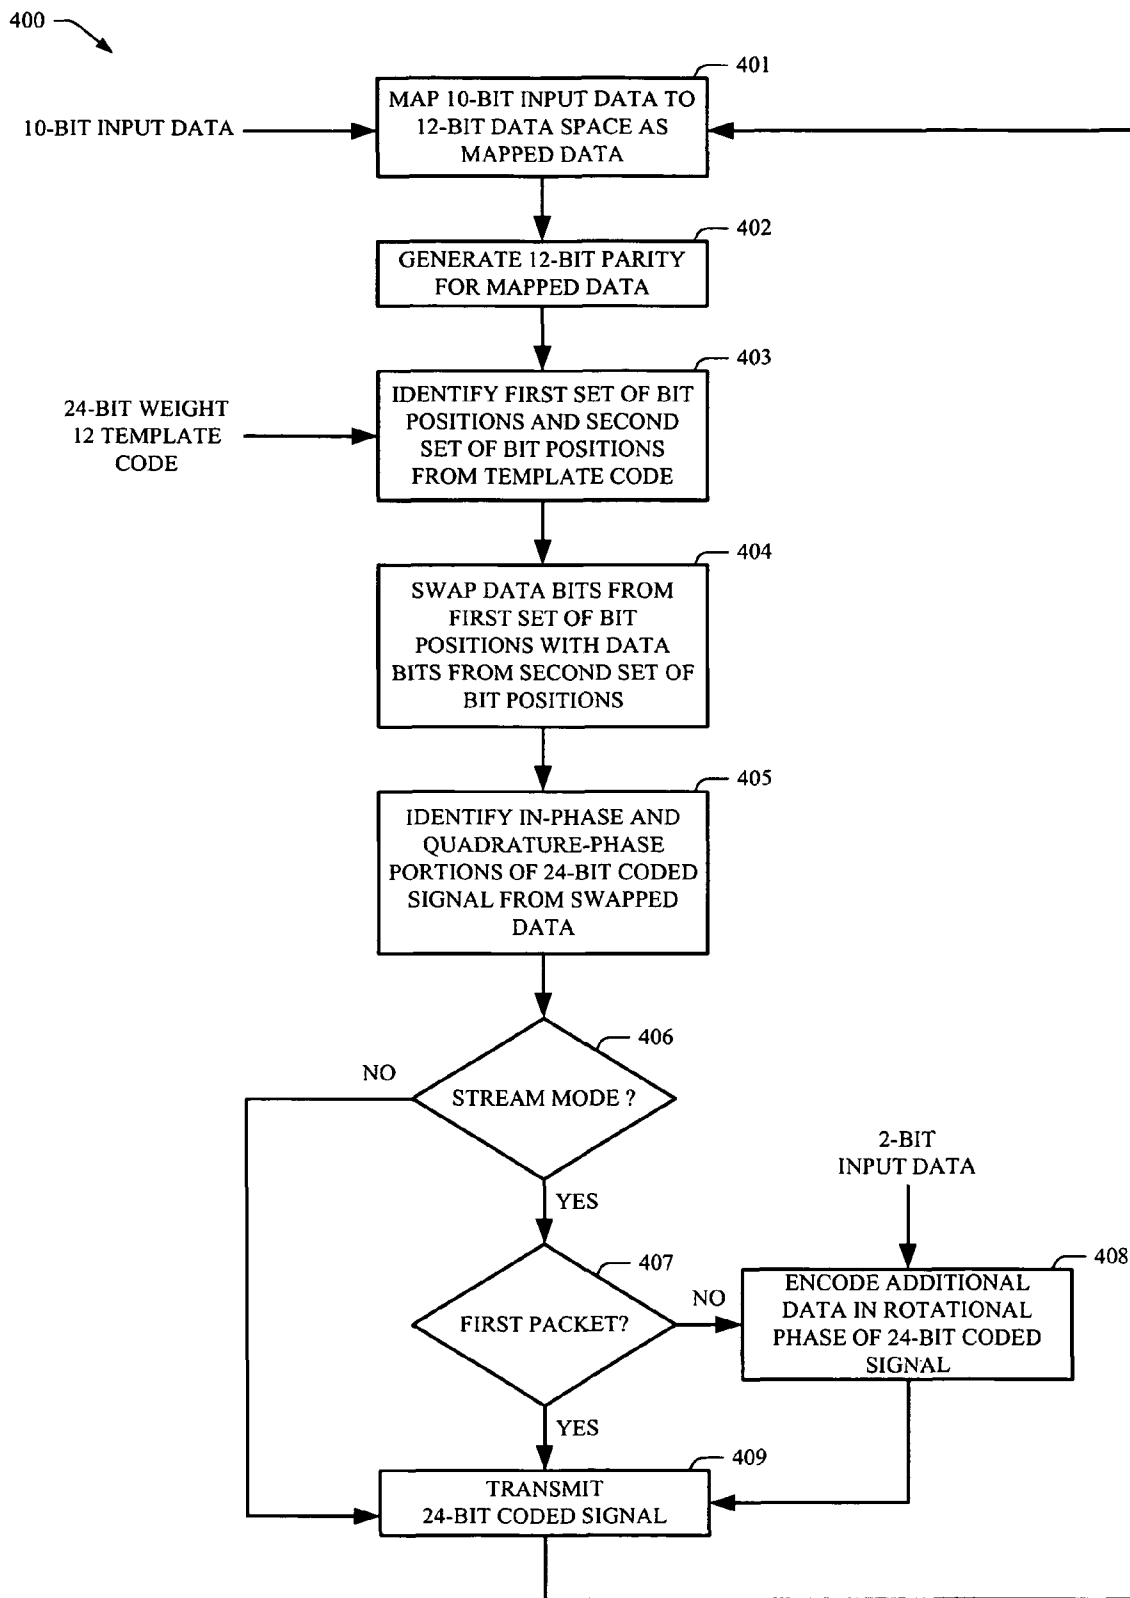 400
401
MAP 10-BIT INPUT DATA TO
12-BIT DATA SPACE AS
MAPPED DATA
10-BIT INPUT DATA
402
GENERATE 12-BIT PARITY
FOR MAPPED DATA
403
IDENTIFY FIRST SET OF BIT
POSITIONS AND SECOND
SET OF BIT POSITIONS
FROM TEMPLATE CODE
24-BIT WEIGHT
12 TEMPLATE
CODE
404
SWAP DATA BITS FROM
FIRST SET OF BIT
POSITIONS WITH DATA
BITS FROM SECOND SET OF
BIT POSITIONS
405
IDENTIFY IN-PHASE AND
QUADRATURE-PHASE
PORTIONS OF 24-BIT CODED
SIGNAL FROM SWAPPED
DATA
406
NO
STREAM MODE ?
YES
2-BIT
INPUT DATA
407
FIRST PACKET?
NO
408
ENCODE ADDITIONAL
DATA IN ROTATIONAL
PHASE OF 24-BIT CODED
SIGNAL
YES
409
TRANSMIT
24-BIT CODED SIGNAL